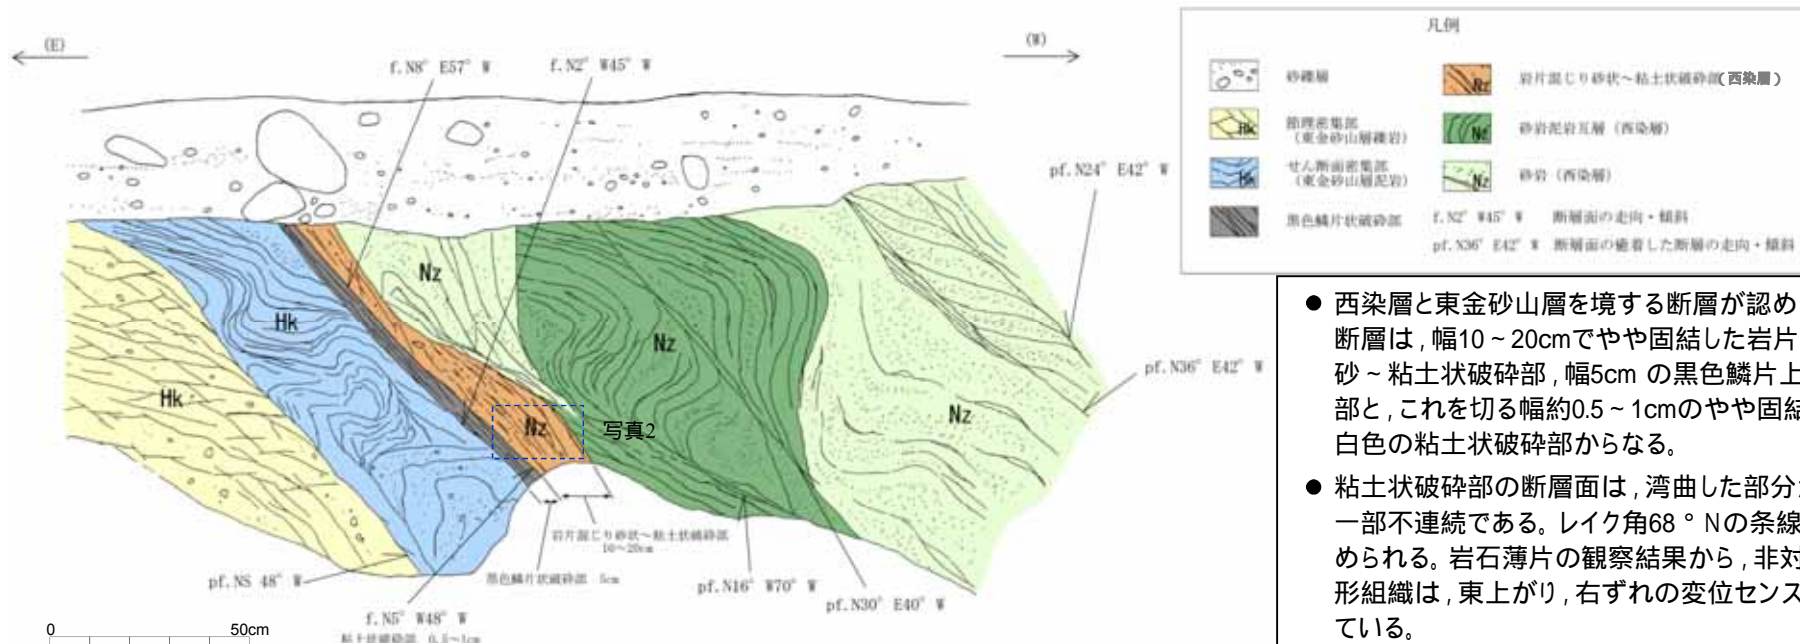 (E)
(W)
f.N8° E57° W
f.N2° W45° W
pf.N24° E42° W
pf.N36° E42° W
Nz
Hk
Nz
Hk
Nz
Nz
写真2
岩片混じり砂状～粘土状破砕部
10～20cm
黒色鱗片状破砕部 5cm
pf.NS 48° W
pf.N16° W70° W
pf.N30° E40° W
f.N5° W48° W
粘土状破砕部 0.5～1cm
0 50cm
凡例
砂礫層
Hk 節理密集部
(東金砂山層礫岩)
Hk せん断面密集部
(東金砂山層泥岩)
黒色鱗片状破砕部
Nz 岩片混じり砂状～粘土状破砕部(西染層)
Nz 砂岩泥岩互層 (西染層)
Nz 砂岩 (西染層)
f.N2° W45° W 断層面の走向・傾斜
pf.N36° E42° W 断層面の癒着した断層の走向・傾斜
● 西染層と東金砂山層を境する断層が認め
断層は，幅10～20cmでやや固結した岩片
砂～粘土状破砕部，幅5cm の黒色鱗片上
部と，これを切る幅約0.5～1cmのやや固結
白色の粘土状破砕部からなる。
● 粘土状破砕部の断層面は，湾曲した部分
一部不連続である。レイク角68°Nの条線
められる。岩石薄片の観察結果から，非対
形組織は，東上がり，右ずれの変位センス
ている。